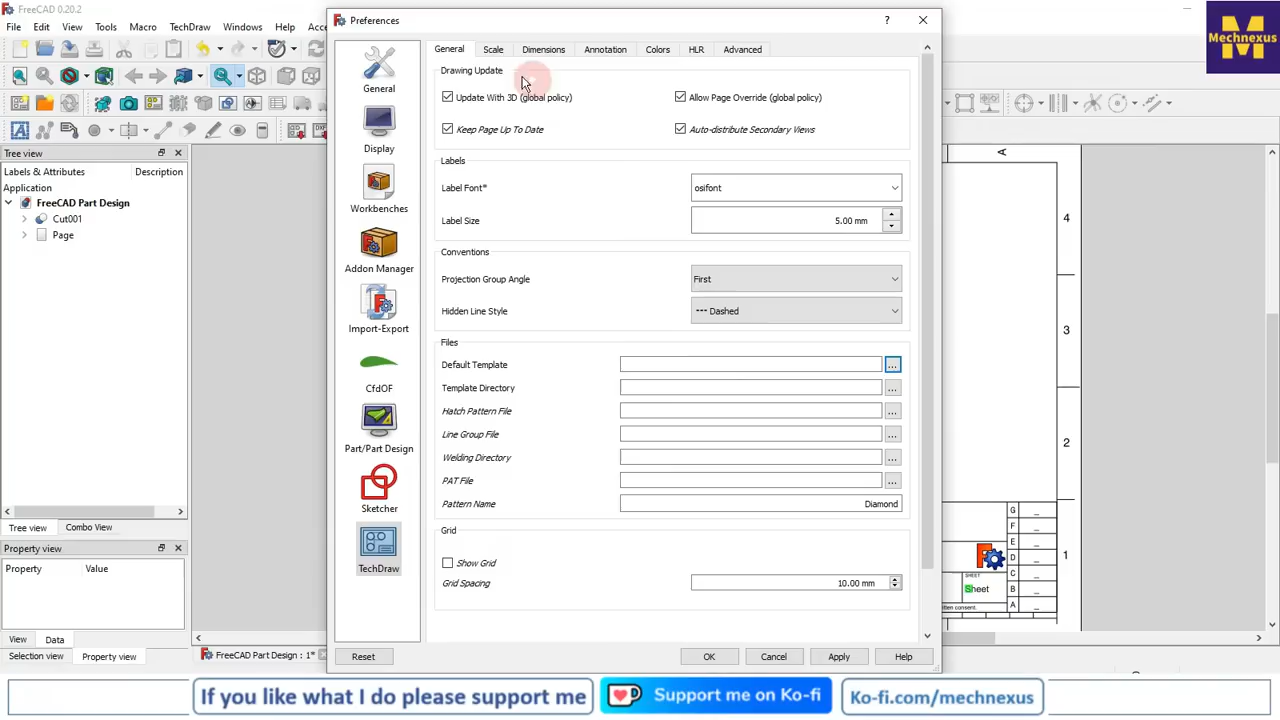 FreeCAD 0.20.2
File Edit View Tools Macro TechDraw Windows Help Acce
Tree view
Labels & Attributes Description
Application
FreeCAD Part Design
Cut001
Page
Tree view Combo View
Property view
Property Value
View Data
Selection view Property view
FreeCAD Part Design : 1*
Preferences
?
General
Display
Workbenches
Addon Manager
Import-Export
CfdOF
Part/Part Design
Sketcher
TechDraw
General Scale Dimensions Annotation Colors HLR Advanced
Drawing Update
Update With 3D (global policy) Allow Page Override (global policy)
Keep Page Up To Date Auto-distribute Secondary Views
Labels
Label Font* osifont
Label Size 5.00 mm
Conventions
Projection Group Angle First
Hidden Line Style --- Dashed
Files
Default Template ...
Template Directory ...
Hatch Pattern File ...
Line Group File ...
Welding Directory ...
PAT File ...
Pattern Name Diamond
Grid
Show Grid
Grid Spacing 10.00 mm
Reset OK Cancel Apply Help
M
Mechnexus
A
4
3
2
1
G _
F _
E _
D _
C _
B _
A _
SHEET
Sheet
itten consent.
If you like what I do please support me
Support me on Ko-fi
Ko-fi.com/mechnexus